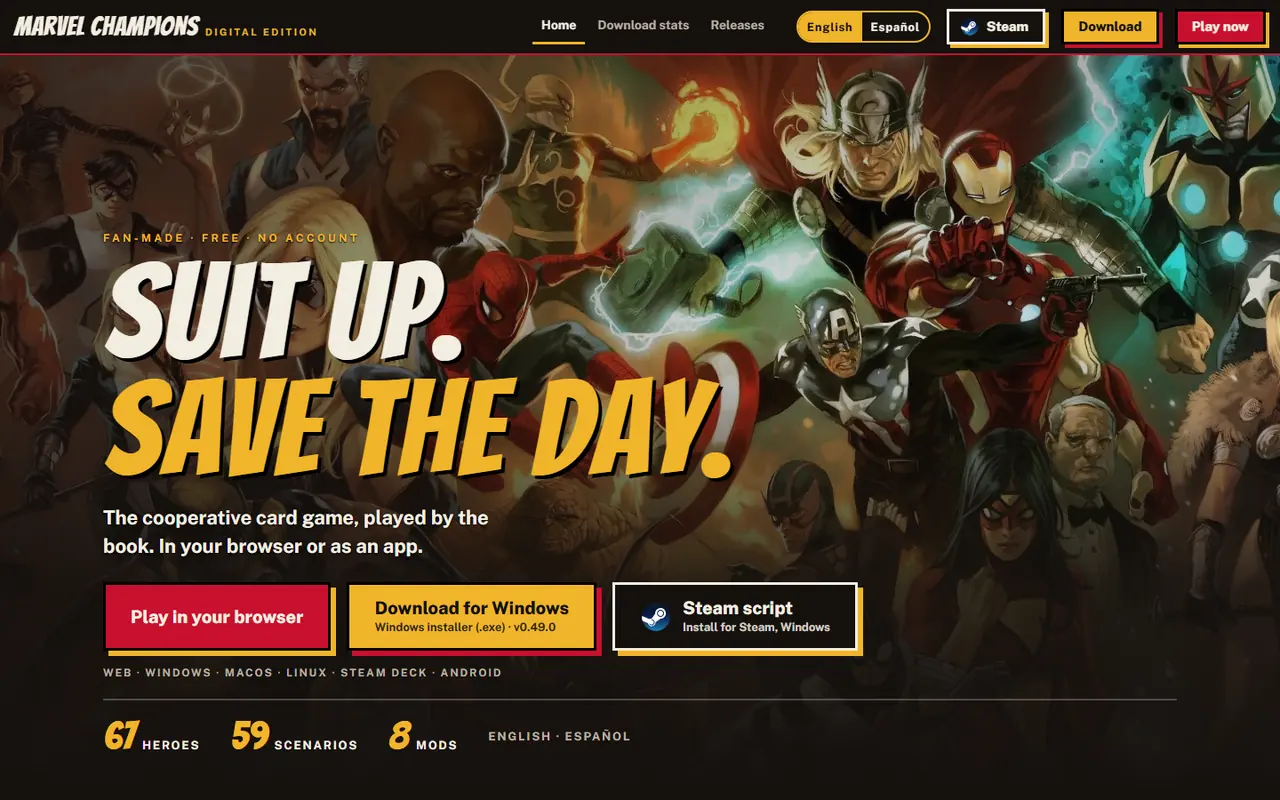 MARVEL CHAMPIONS DIGITAL EDITION
Home
Download stats
Releases
English
Español
Steam
Download
Play now
FAN-MADE · FREE · NO ACCOUNT
SUIT UP.
SAVE THE DAY.
The cooperative card game, played by the
book. In your browser or as an app.
Play in your browser
Download for Windows
Windows installer (.exe) · v0.49.0
Steam script
Install for Steam, Windows
WEB · WINDOWS · MACOS · LINUX · STEAM DECK · ANDROID
67 HEROES
59 SCENARIOS
8 MODS
ENGLISH · ESPAÑOL